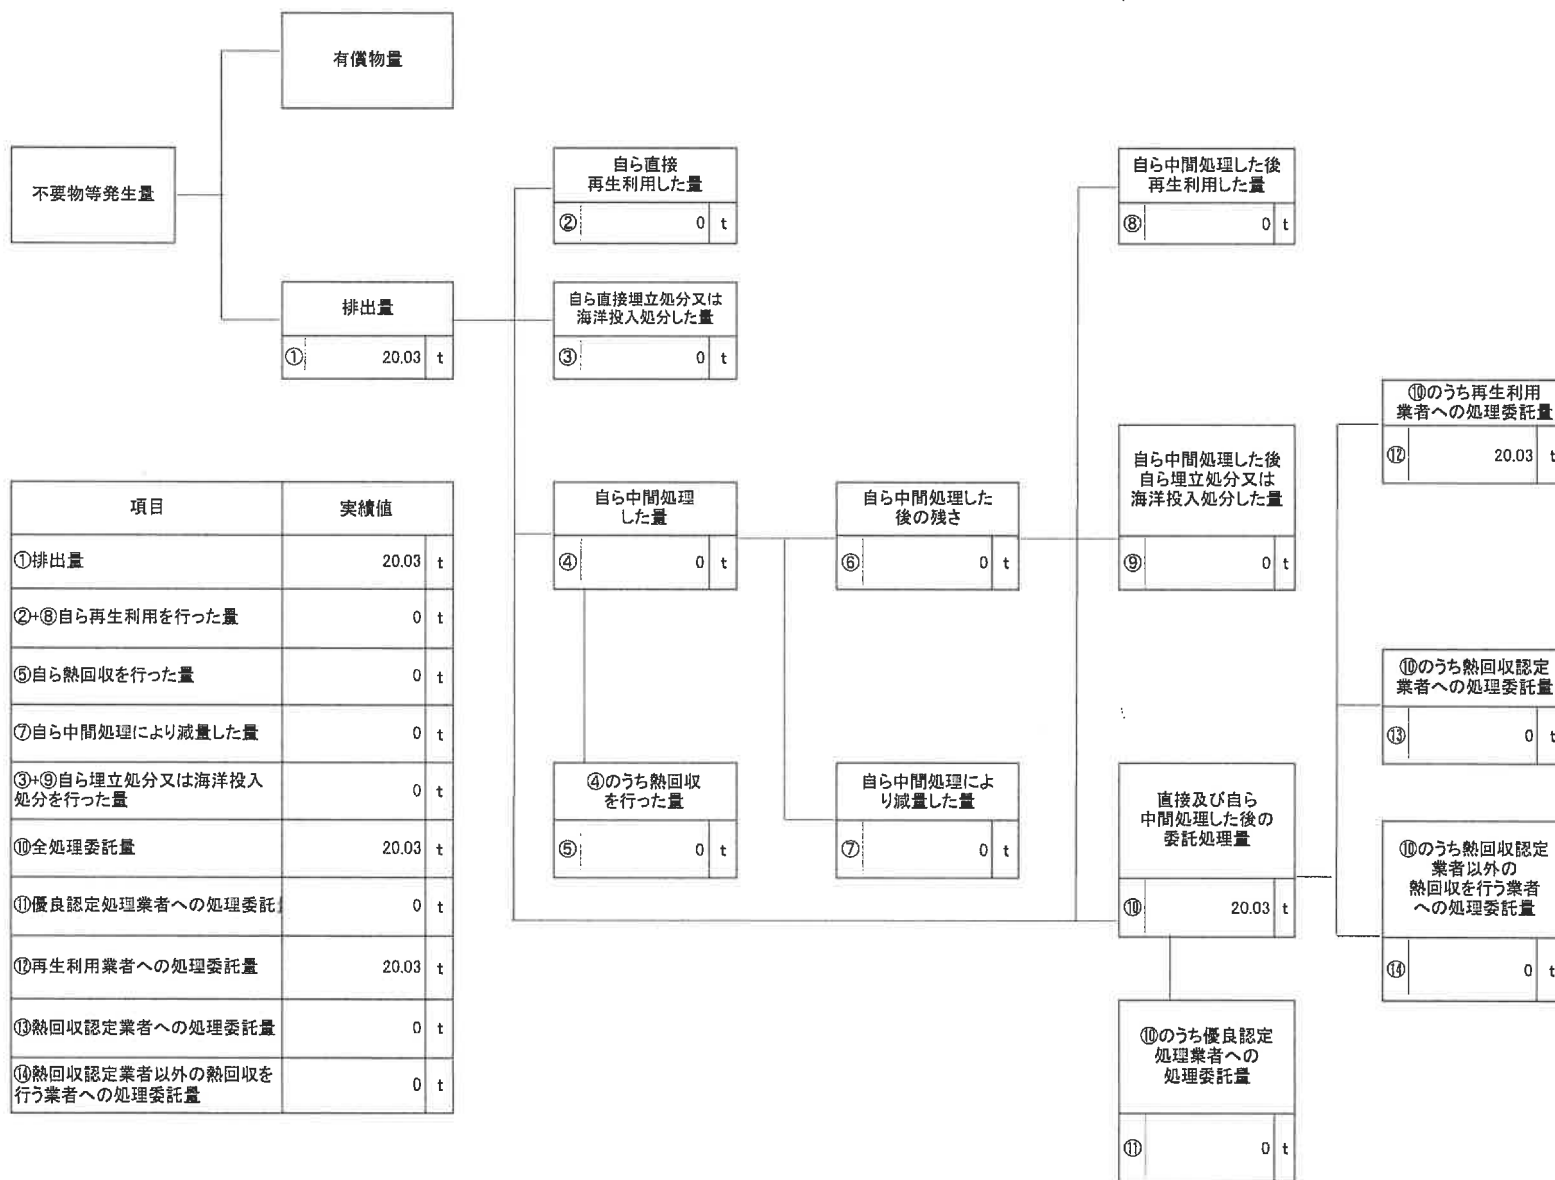 有償物量
不要物等発生量
排出量
① 20.03 t
自ら直接
再生利用した量
② 0 t
自ら直接埋立処分又は
海洋投入処分した量
③ 0 t
自ら中間処理
した量
④ 0 t
④のうち熱回収
を行った量
⑤ 0 t
自ら中間処理した
後の残さ
⑥ 0 t
自ら中間処理によ
り減量した量
⑦ 0 t
自ら中間処理した後
再生利用した量
⑧ 0 t
自ら中間処理した後
自ら埋立処分又は
海洋投入処分した量
⑨ 0 t
直接及び自ら
中間処理した後の
委託処理量
⑩ 20.03 t
⑩のうち優良認定
処理業者への
処理委託量
⑪ 0 t
⑩のうち再生利用
業者への処理委託量
⑫ 20.03 t
⑩のうち熱回収認定
業者への処理委託量
⑬ 0 t
⑩のうち熱回収認定
業者以外の
熱回収を行う業者
への処理委託量
⑭ 0 t
項目 実績値
①排出量 20.03 t
②+⑧自ら再生利用を行った量 0 t
⑤自ら熱回収を行った量 0 t
⑦自ら中間処理により減量した量 0 t
③+⑨自ら埋立処分又は海洋投入
処分を行った量 0 t
⑩全処理委託量 20.03 t
⑪優良認定処理業者への処理委託 0 t
⑫再生利用業者への処理委託量 20.03 t
⑬熱回収認定業者への処理委託量 0 t
⑭熱回収認定業者以外の熱回収を
行う業者への処理委託量 0 t